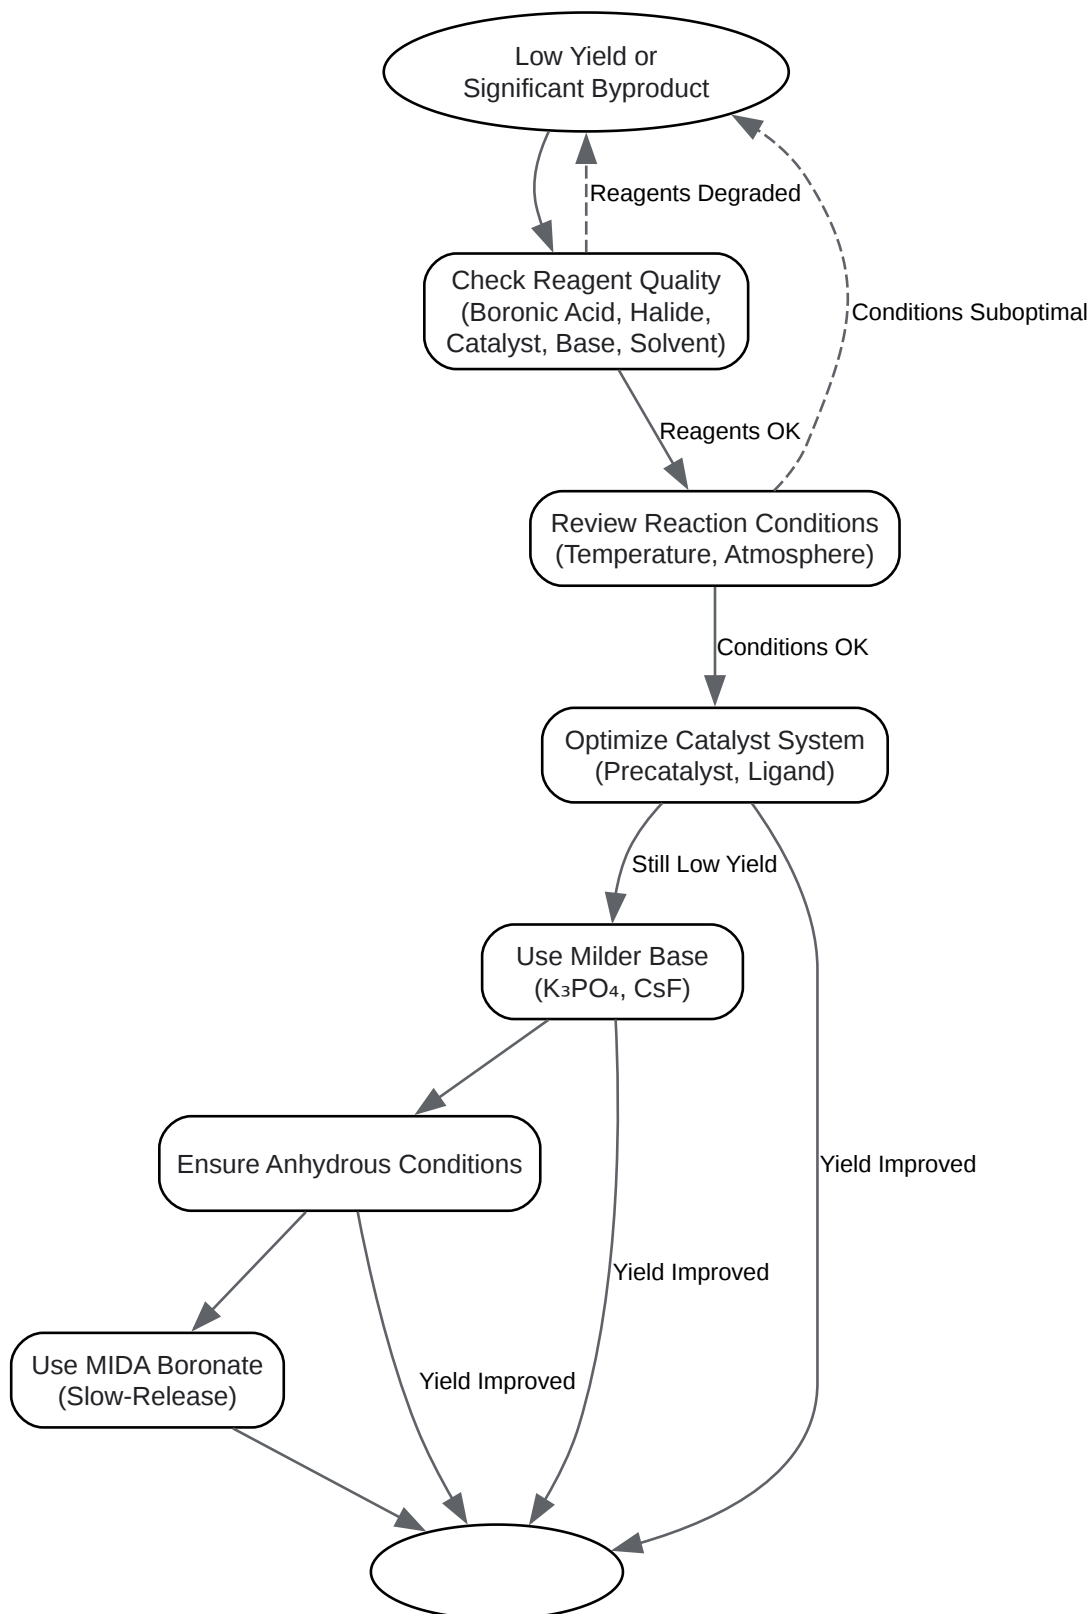 Low Yield or
Significant Byproduct
Reagents Degraded
Check Reagent Quality
(Boronic Acid, Halide,
Catalyst, Base, Solvent)
Conditions Suboptimal
Reagents OK
Review Reaction Conditions
(Temperature, Atmosphere)
Conditions OK
Optimize Catalyst System
(Precatalyst, Ligand)
Still Low Yield
Use Milder Base
(K₃PO₄, CsF)
Ensure Anhydrous Conditions
Yield Improved
Yield Improved
Use MIDA Boronate
(Slow-Release)
Yield Improved